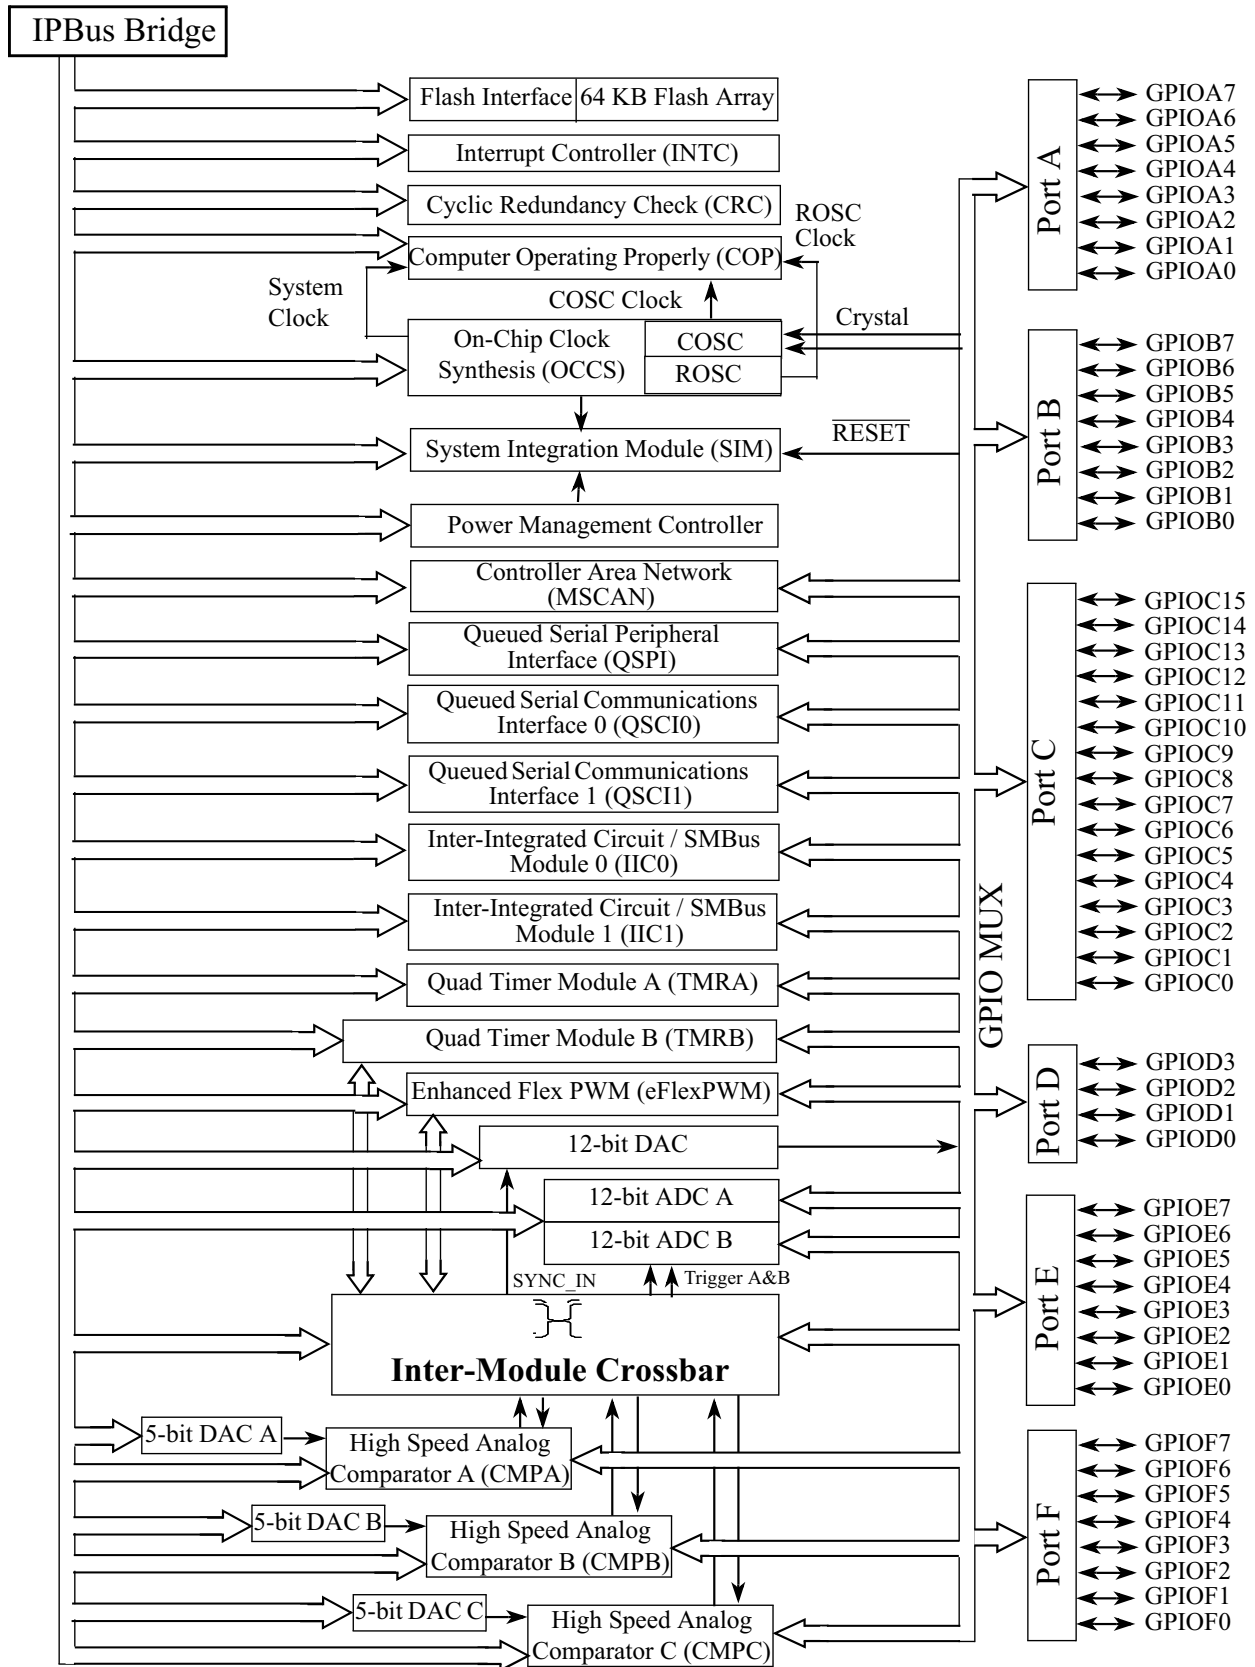 IPBus Bridge
Flash Interface 64 KB Flash Array
Interrupt Controller (INTC)
Cyclic Redundancy Check (CRC)
ROSC
Clock
Computer Operating Properly (COP)
System
Clock
COSC Clock
Crystal
On-Chip Clock
Synthesis (OCCS)
COSC
ROSC
RESET
System Integration Module (SIM)
Power Management Controller
Controller Area Network
(MSCAN)
Queued Serial Peripheral
Interface (QSPI)
Queued Serial Communications
Interface 0 (QSCI0)
Queued Serial Communications
Interface 1 (QSCI1)
Inter-Integrated Circuit / SMBus
Module 0 (IIC0)
Inter-Integrated Circuit / SMBus
Module 1 (IIC1)
Quad Timer Module A (TMRA)
Quad Timer Module B (TMRB)
Enhanced Flex PWM (eFlexPWM)
12-bit DAC
12-bit ADC A
12-bit ADC B
SYNC_IN
Trigger A&B
Inter-Module Crossbar
5-bit DAC A
High Speed Analog
Comparator A (CMPA)
5-bit DAC B
High Speed Analog
Comparator B (CMPB)
5-bit DAC C
High Speed Analog
Comparator C (CMPC)
GPIO MUX
Port A
GPIOA7
GPIOA6
GPIOA5
GPIOA4
GPIOA3
GPIOA2
GPIOA1
GPIOA0
Port B
GPIOB7
GPIOB6
GPIOB5
GPIOB4
GPIOB3
GPIOB2
GPIOB1
GPIOB0
Port C
GPIOC15
GPIOC14
GPIOC13
GPIOC12
GPIOC11
GPIOC10
GPIOC9
GPIOC8
GPIOC7
GPIOC6
GPIOC5
GPIOC4
GPIOC3
GPIOC2
GPIOC1
GPIOC0
Port D
GPIOD3
GPIOD2
GPIOD1
GPIOD0
Port E
GPIOE7
GPIOE6
GPIOE5
GPIOE4
GPIOE3
GPIOE2
GPIOE1
GPIOE0
Port F
GPIOF7
GPIOF6
GPIOF5
GPIOF4
GPIOF3
GPIOF2
GPIOF1
GPIOF0